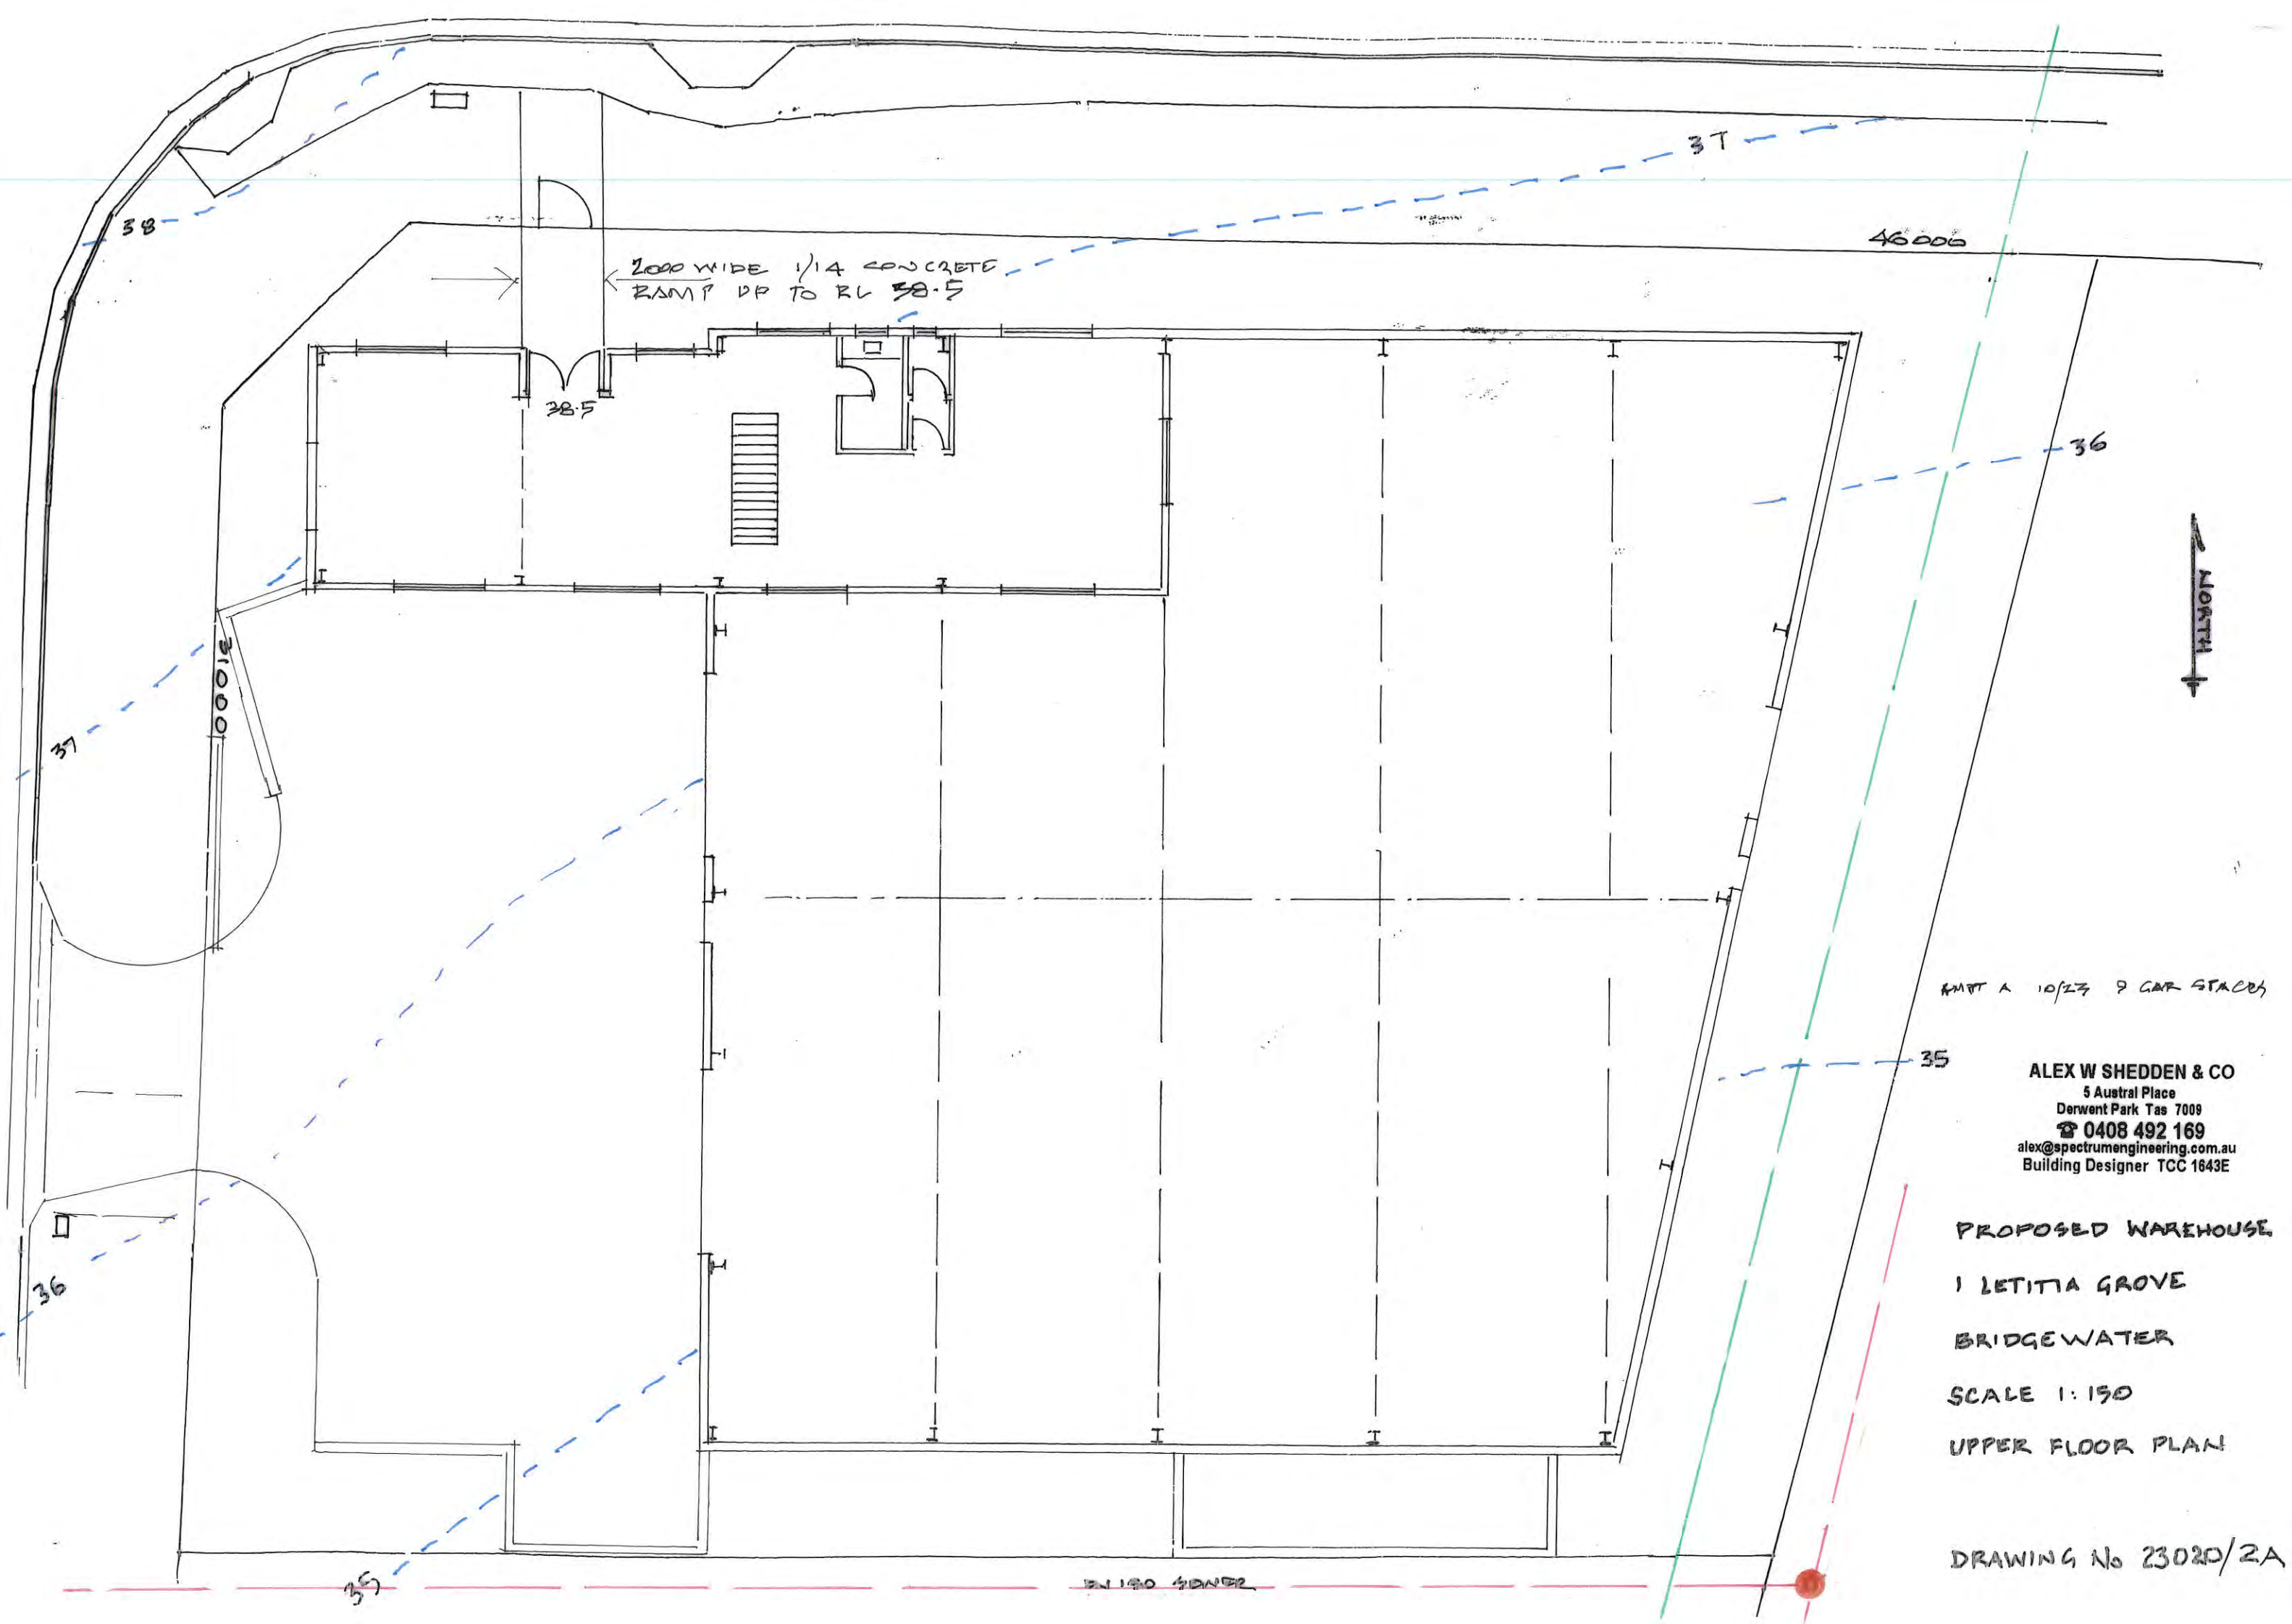 38
37
46000
2000 WIDE 1/14 CONCRETE
RAMP UP TO RL 38.5
38.5
36
NORTH
31000
37
AMDT A 10/23 9 CAR SPACES
35
ALEX W SHEDDEN & CO
5 Austral Place
Derwent Park Tas 7009
☎ 0408 492 169
alex@spectrumengineering.com.au
Building Designer TCC 1643E
PROPOSED WAREHOUSE
1 LETITIA GROVE
BRIDGEWATER
SCALE 1:150
UPPER FLOOR PLAN
36
DRAWING No 23020/2A
35
DN 150 SEWER